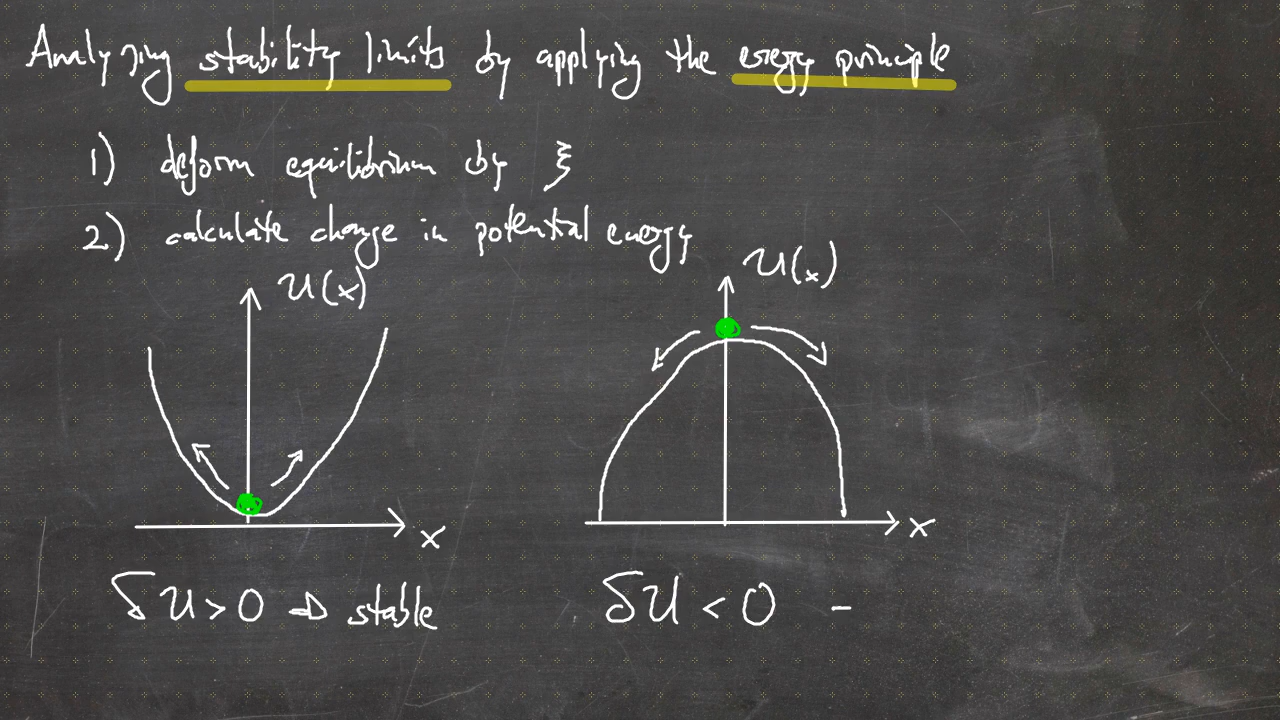 Analyzing stability limits by applying the energy principle
1) deform equilibrium by ξ
2) calculate change in potential energy
U(x)
U(x)
x
x
δU > 0 ⇒ stable
δU < 0 –